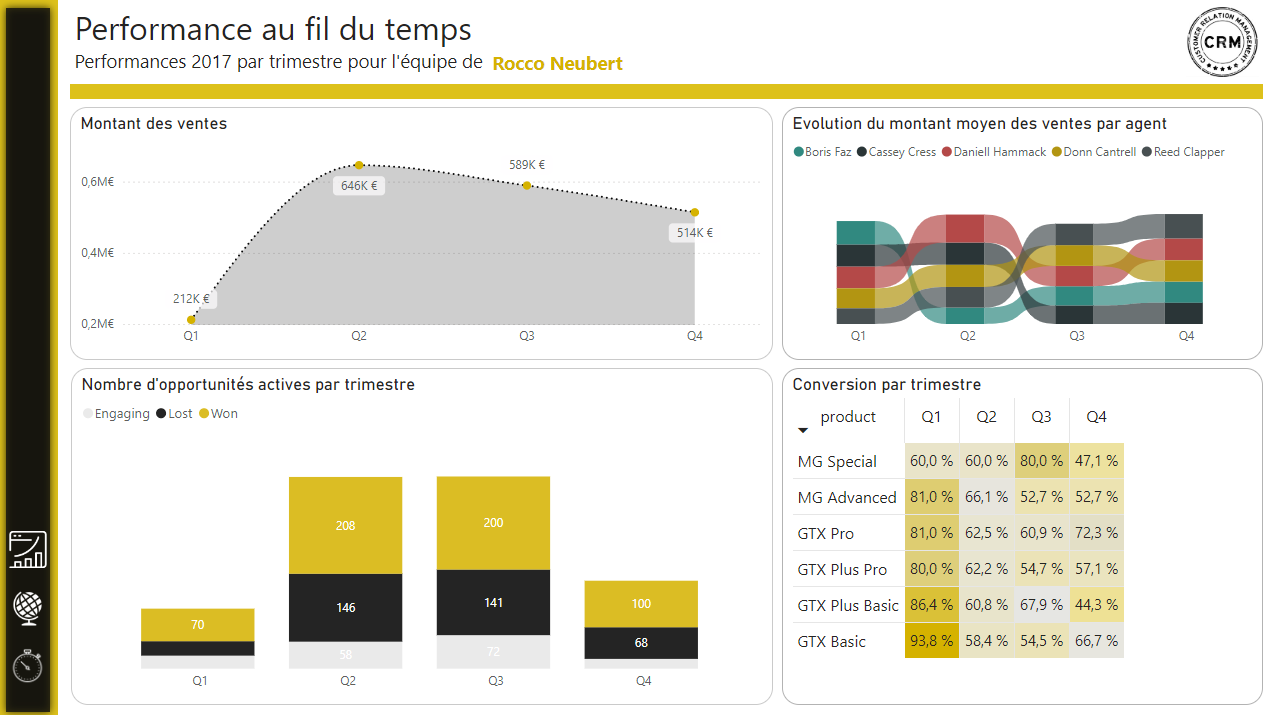 Performance au fil du temps
Performances 2017 par trimestre pour l'équipe de Rocco Neubert
CUSTOMER RELATION MANAGEMENT
CRM
Montant des ventes
0,6M€
0,4M€
0,2M€
212K €
646K €
589K €
514K €
Q1 Q2 Q3 Q4
Evolution du montant moyen des ventes par agent
Boris Faz Cassey Cress Daniell Hammack Donn Cantrell Reed Clapper
Q1 Q2 Q3 Q4
Nombre d'opportunités actives par trimestre
Engaging Lost Won
70 208 200 100
146 141 68
58 72
Q1 Q2 Q3 Q4
Conversion par trimestre
product Q1 Q2 Q3 Q4
MG Special 60,0 % 60,0 % 80,0 % 47,1 %
MG Advanced 81,0 % 66,1 % 52,7 % 52,7 %
GTX Pro 81,0 % 62,5 % 60,9 % 72,3 %
GTX Plus Pro 80,0 % 62,2 % 54,7 % 57,1 %
GTX Plus Basic 86,4 % 60,8 % 67,9 % 44,3 %
GTX Basic 93,8 % 58,4 % 54,5 % 66,7 %